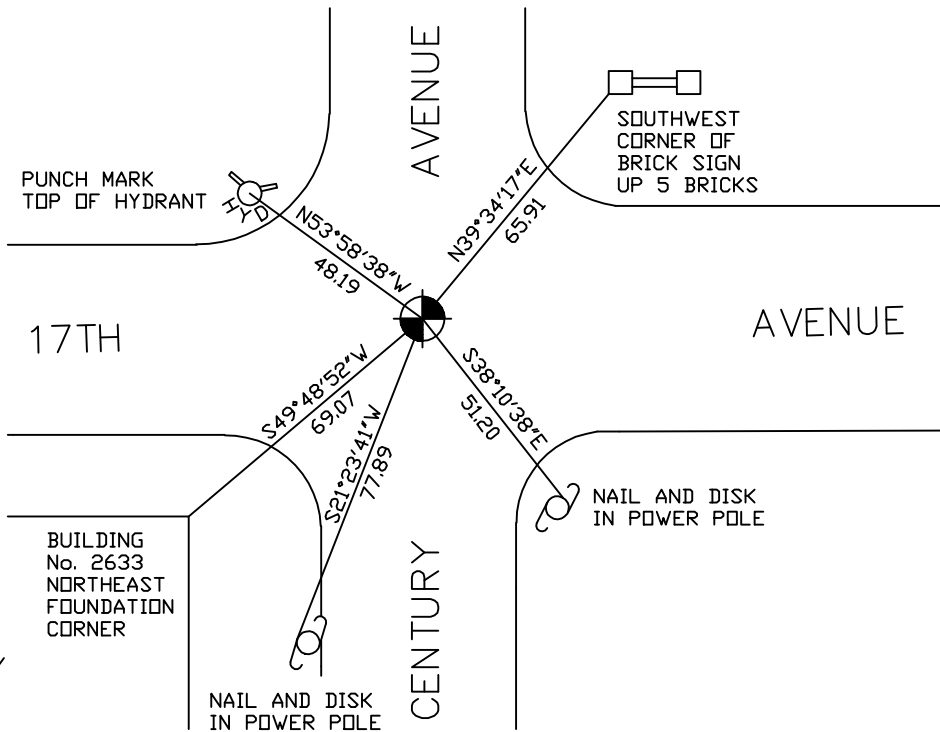 AVENUE
SOUTHWEST
CORNER OF
BRICK SIGN
UP 5 BRICKS
PUNCH MARK
TOP OF HYDRANT
HYD
N53°58'38"W
48.19
N39°34'17"E
65.91
17TH
AVENUE
S49°48'52"W
69.07
S21°23'41"W
77.89
S38°10'38"E
51.20
NAIL AND DISK
IN POWER POLE
BUILDING
No. 2633
NORTHEAST
FOUNDATION
CORNER
CENTURY
NAIL AND DISK
IN POWER POLE